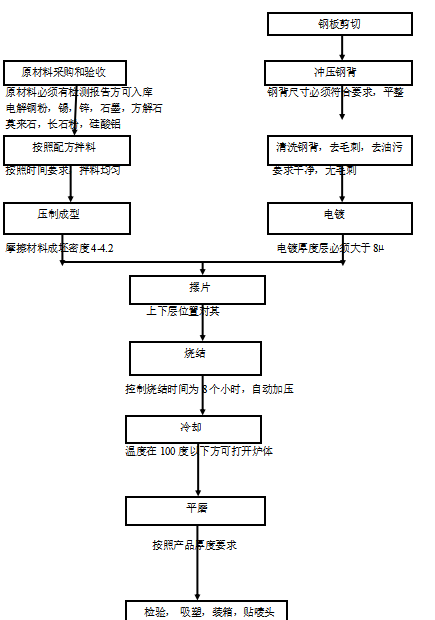 钢板剪切
原材料采购和验收
冲压钢背
原材料必须有检测报告方可入库
电解铜粉，锡，锌，石墨，方解石
莫来石，长石粉，硅酸铝
钢背尺寸必须符合要求，平整
按照配方拌料
清洗钢背，去毛刺，去油污
按照时间要求，拌料均匀
要求干净，无毛刺
压制成型
电镀
摩擦材料成坯密度4-4.2
电镀厚度层必须大于 8μ
摞片
上下层位置对其
烧结
控制烧结时间为 8 个小时，自动加压
冷却
温度在 100 度以下方可打开炉体
平磨
按照产品厚度要求
检验， 吸塑，装箱，贴唛头